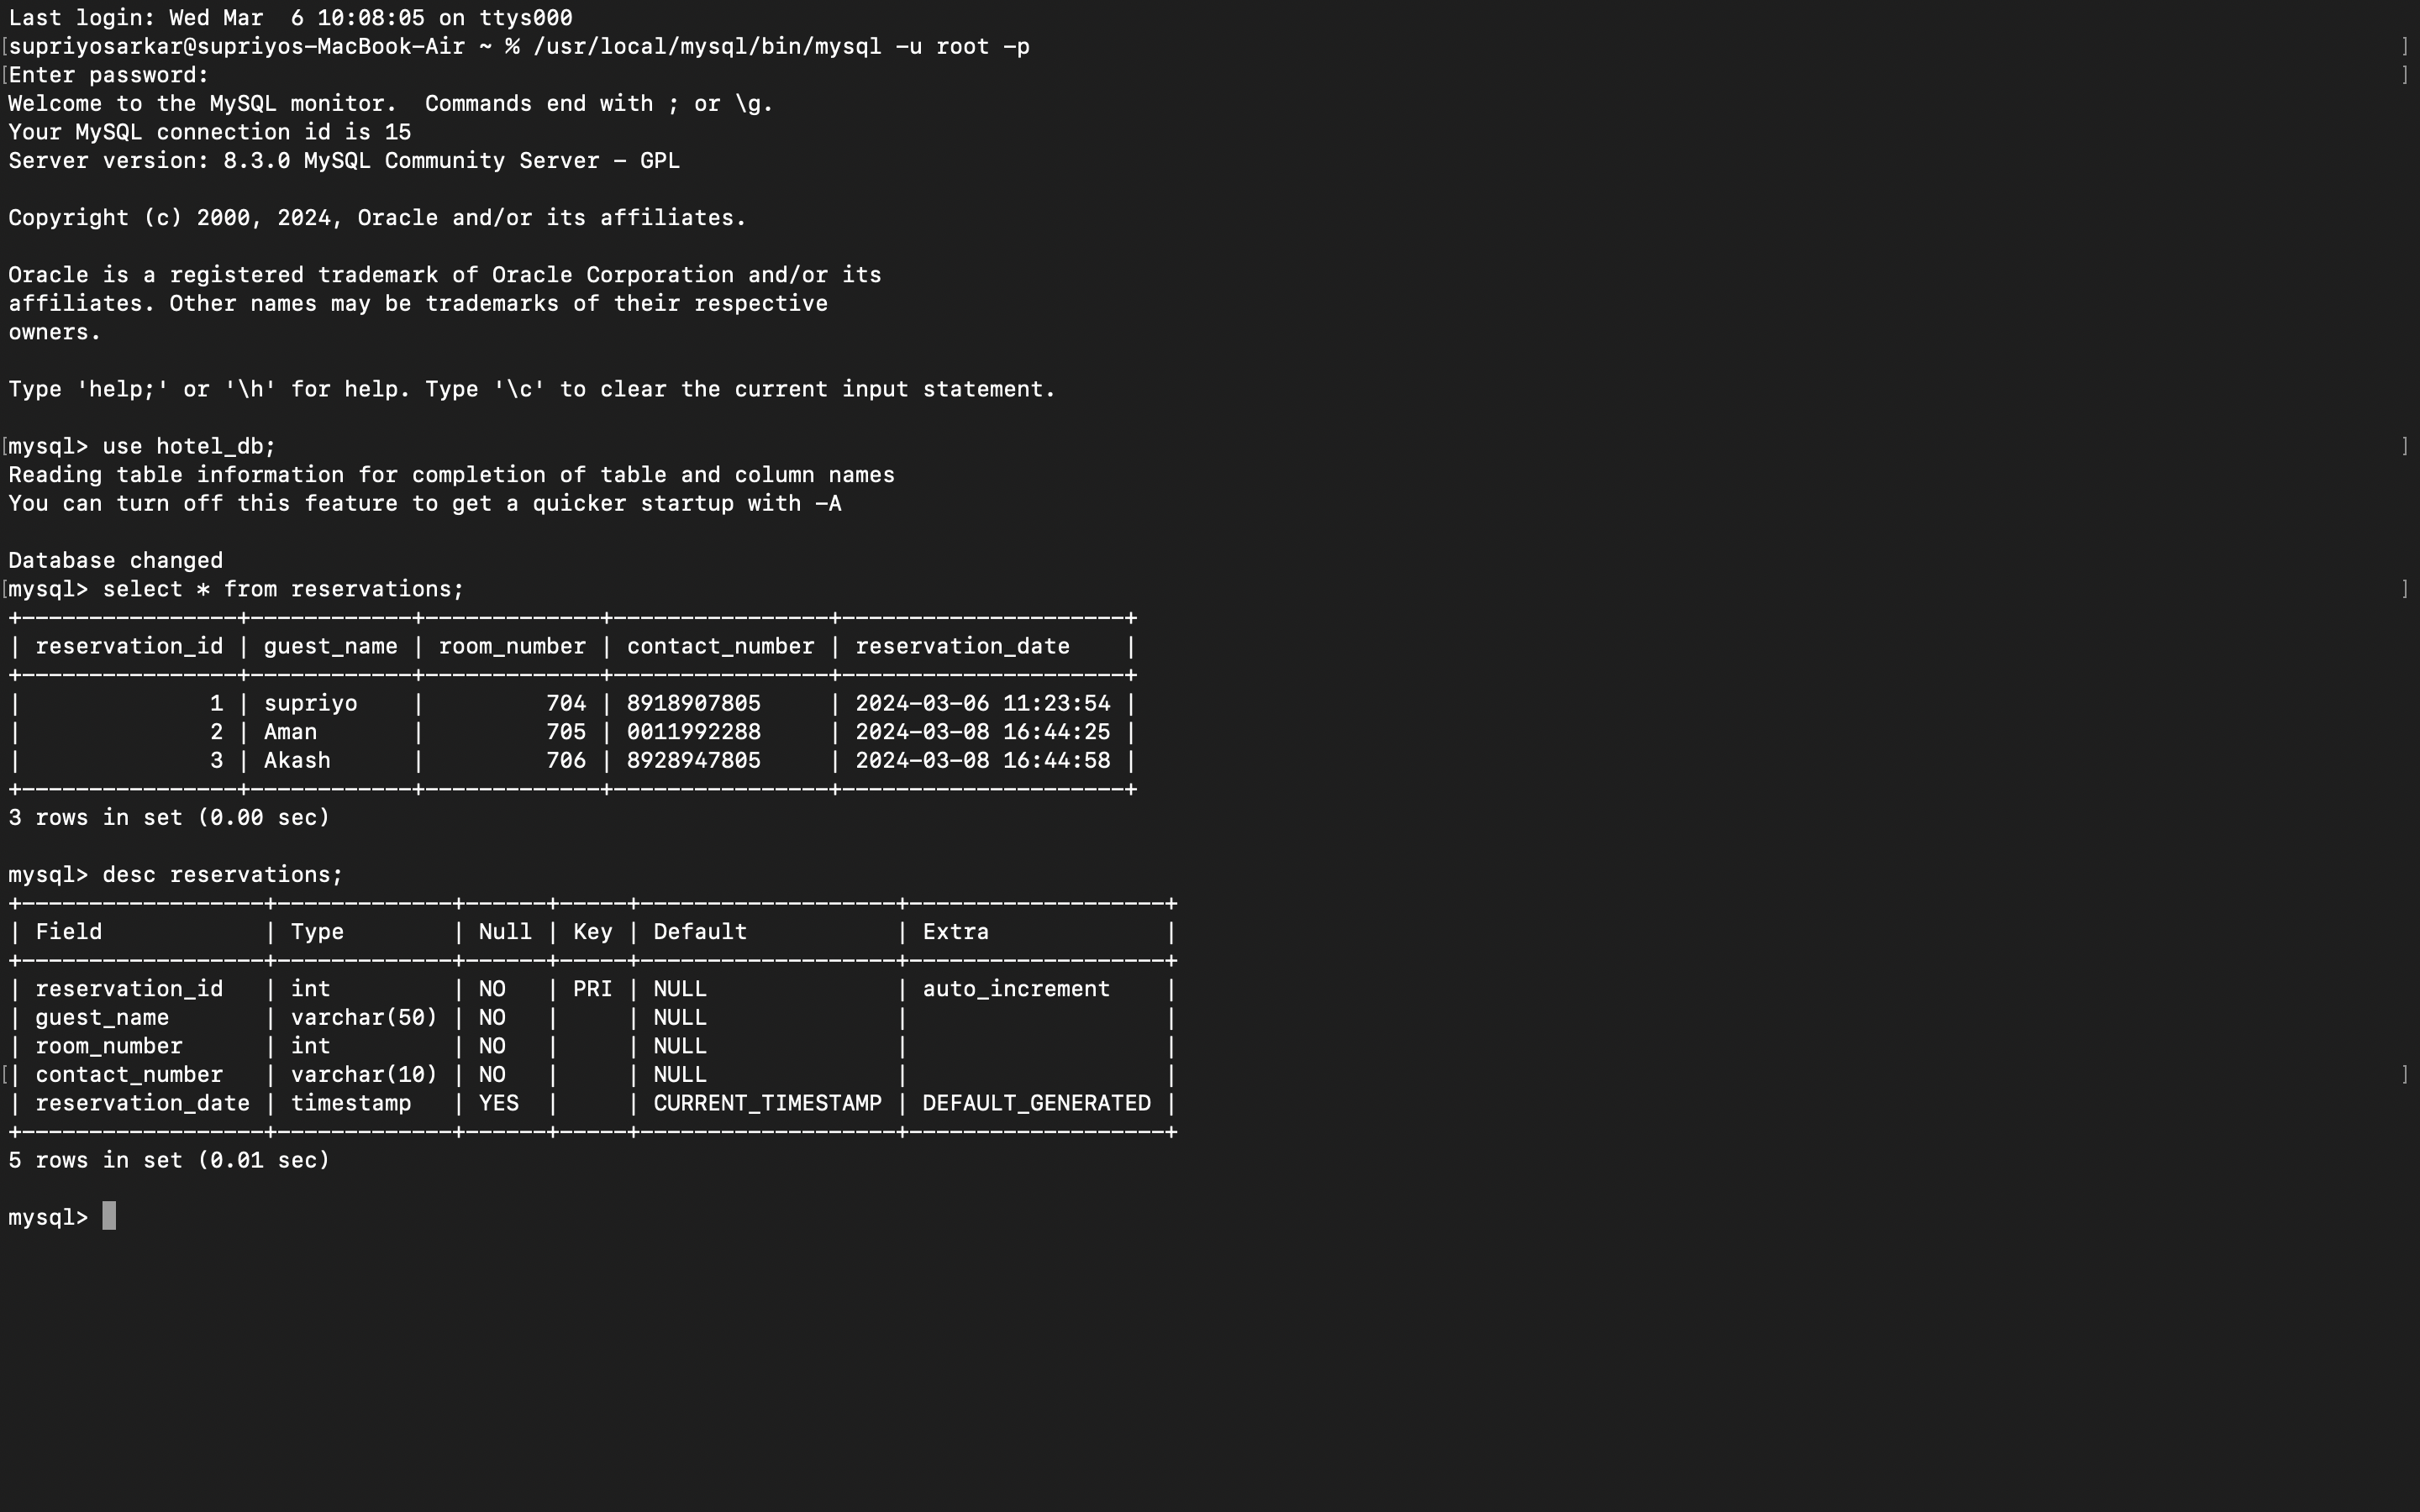 Last login: Wed Mar  6 10:08:05 on ttys000
[supriyosarkar@supriyos-MacBook-Air ~ % /usr/local/mysql/bin/mysql -u root -p ]
[Enter password: ]
Welcome to the MySQL monitor.  Commands end with ; or \g.
Your MySQL connection id is 15
Server version: 8.3.0 MySQL Community Server - GPL

Copyright (c) 2000, 2024, Oracle and/or its affiliates.

Oracle is a registered trademark of Oracle Corporation and/or its
affiliates. Other names may be trademarks of their respective
owners.

Type 'help;' or '\h' for help. Type '\c' to clear the current input statement.

[mysql> use hotel_db; ]
Reading table information for completion of table and column names
You can turn off this feature to get a quicker startup with -A

Database changed
[mysql> select * from reservations; ]
+----------------+------------+-------------+----------------+---------------------+
| reservation_id | guest_name | room_number | contact_number | reservation_date    |
+----------------+------------+-------------+----------------+---------------------+
|              1 | supriyo    |         704 | 8918907805     | 2024-03-06 11:23:54 |
|              2 | Aman       |         705 | 0011992288     | 2024-03-08 16:44:25 |
|              3 | Akash      |         706 | 8928947805     | 2024-03-08 16:44:58 |
+----------------+------------+-------------+----------------+---------------------+
3 rows in set (0.00 sec)

mysql> desc reservations;
+------------------+-------------+------+-----+-------------------+-------------------+
| Field            | Type        | Null | Key | Default           | Extra             |
+------------------+-------------+------+-----+-------------------+-------------------+
| reservation_id   | int         | NO   | PRI | NULL              | auto_increment    |
| guest_name       | varchar(50) | NO   |     | NULL              |                   |
| room_number      | int         | NO   |     | NULL              |                   |
[| contact_number   | varchar(10) | NO   |     | NULL              |                   | ]
| reservation_date | timestamp   | YES  |     | CURRENT_TIMESTAMP | DEFAULT_GENERATED |
+------------------+-------------+------+-----+-------------------+-------------------+
5 rows in set (0.01 sec)

mysql>